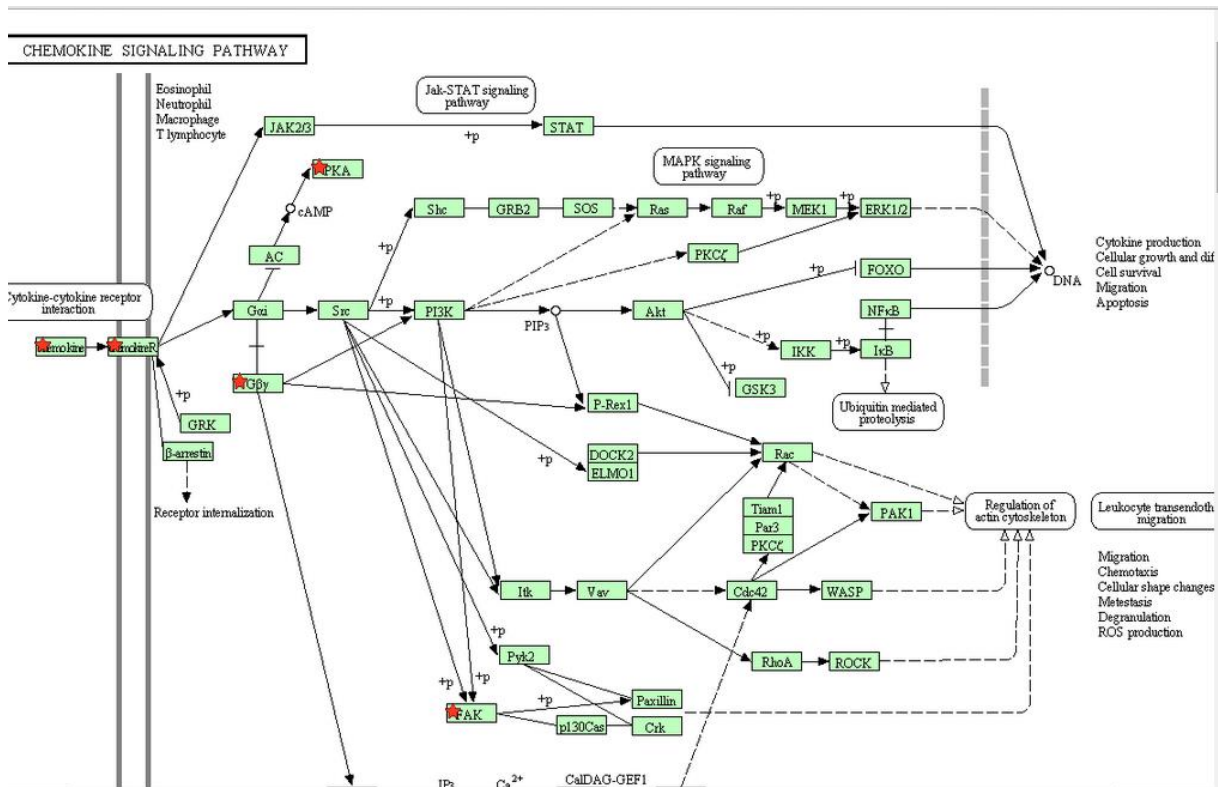 CHEMOKINE SIGNALING PATHWAY
Eosinophil
Neutrophil
Macrophage
T lymphocyte
Jak-STAT signaling
pathway
JAK2/3
+p
STAT
MAPK signaling
pathway
PKA
cAMP
AC
Shc
GRB2
SOS
Ras
Raf
+p
MEK1
+p
ERK1/2
+p
PKCζ
+p
FOXO
DNA
Cytokine production
Cellular growth and dif
Cell survival
Migration
Apoptosis
Cytokine-cytokine receptor
interaction
Gαi
Src
+p
PI3K
PIP3
Akt
NFκB
IKK
+p
IκB
hemokine
hemokineR
Gβγ
+p
GSK3
+p
GRK
β-arrestin
P-Rex1
Ubiquitin mediated
proteolysis
Receptor internalization
+p
DOCK2
ELMO1
Rac
Tiam1
Par3
PKCζ
PAK1
Regulation of
actin cytoskeleton
Leukocyte transendoth
migration
Itk
Vav
Cdc42
WASP
Migration
Chemotaxis
Cellular shape changes
Metestasis
Degranulation
ROS production
+p
Pyk2
RhoA
ROCK
+p
+p
FAK
+p
Paxillin
p130Cas
Crk
IP3
Ca2+
CalDAG-GEF1